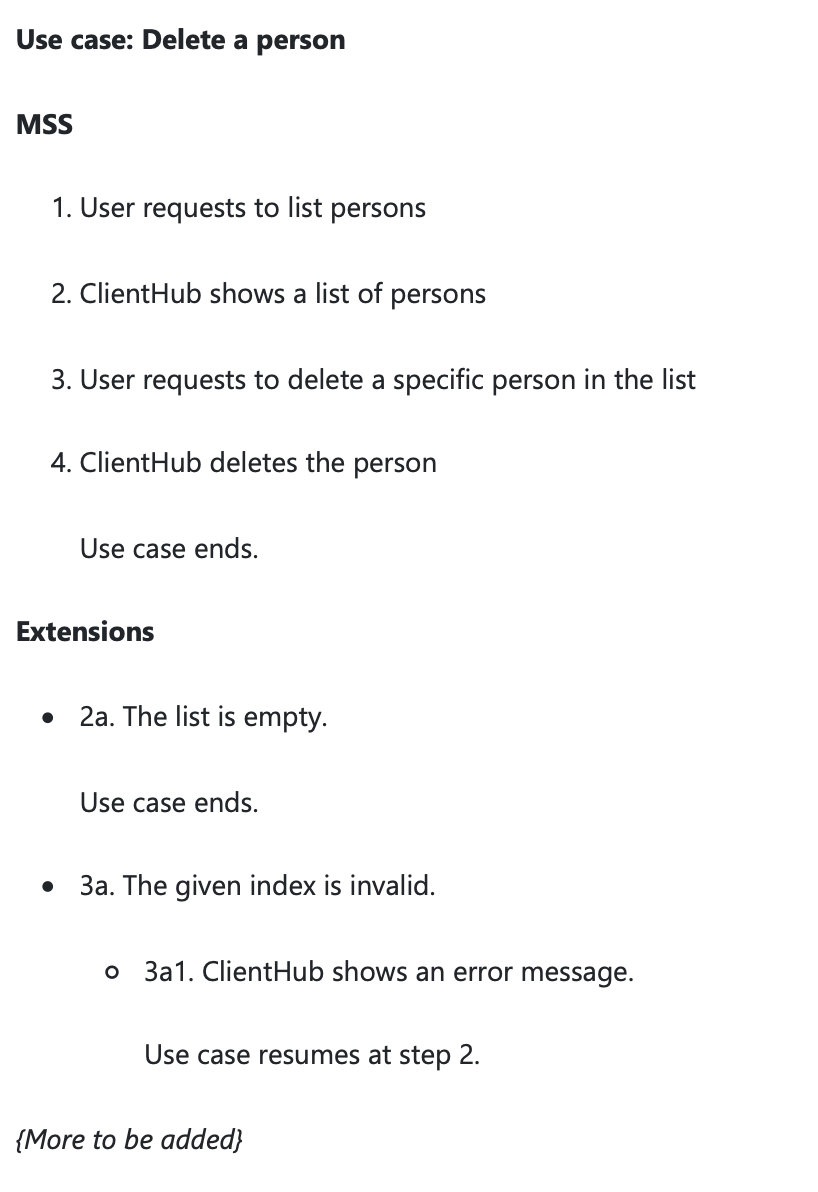 Use case: Delete a person
MSS
1. User requests to list persons
2. ClientHub shows a list of persons
3. User requests to delete a specific person in the list
4. ClientHub deletes the person
Use case ends.
Extensions
• 2a. The list is empty.
Use case ends.
• 3a. The given index is invalid.
○ 3a1. ClientHub shows an error message.
Use case resumes at step 2.
{More to be added}